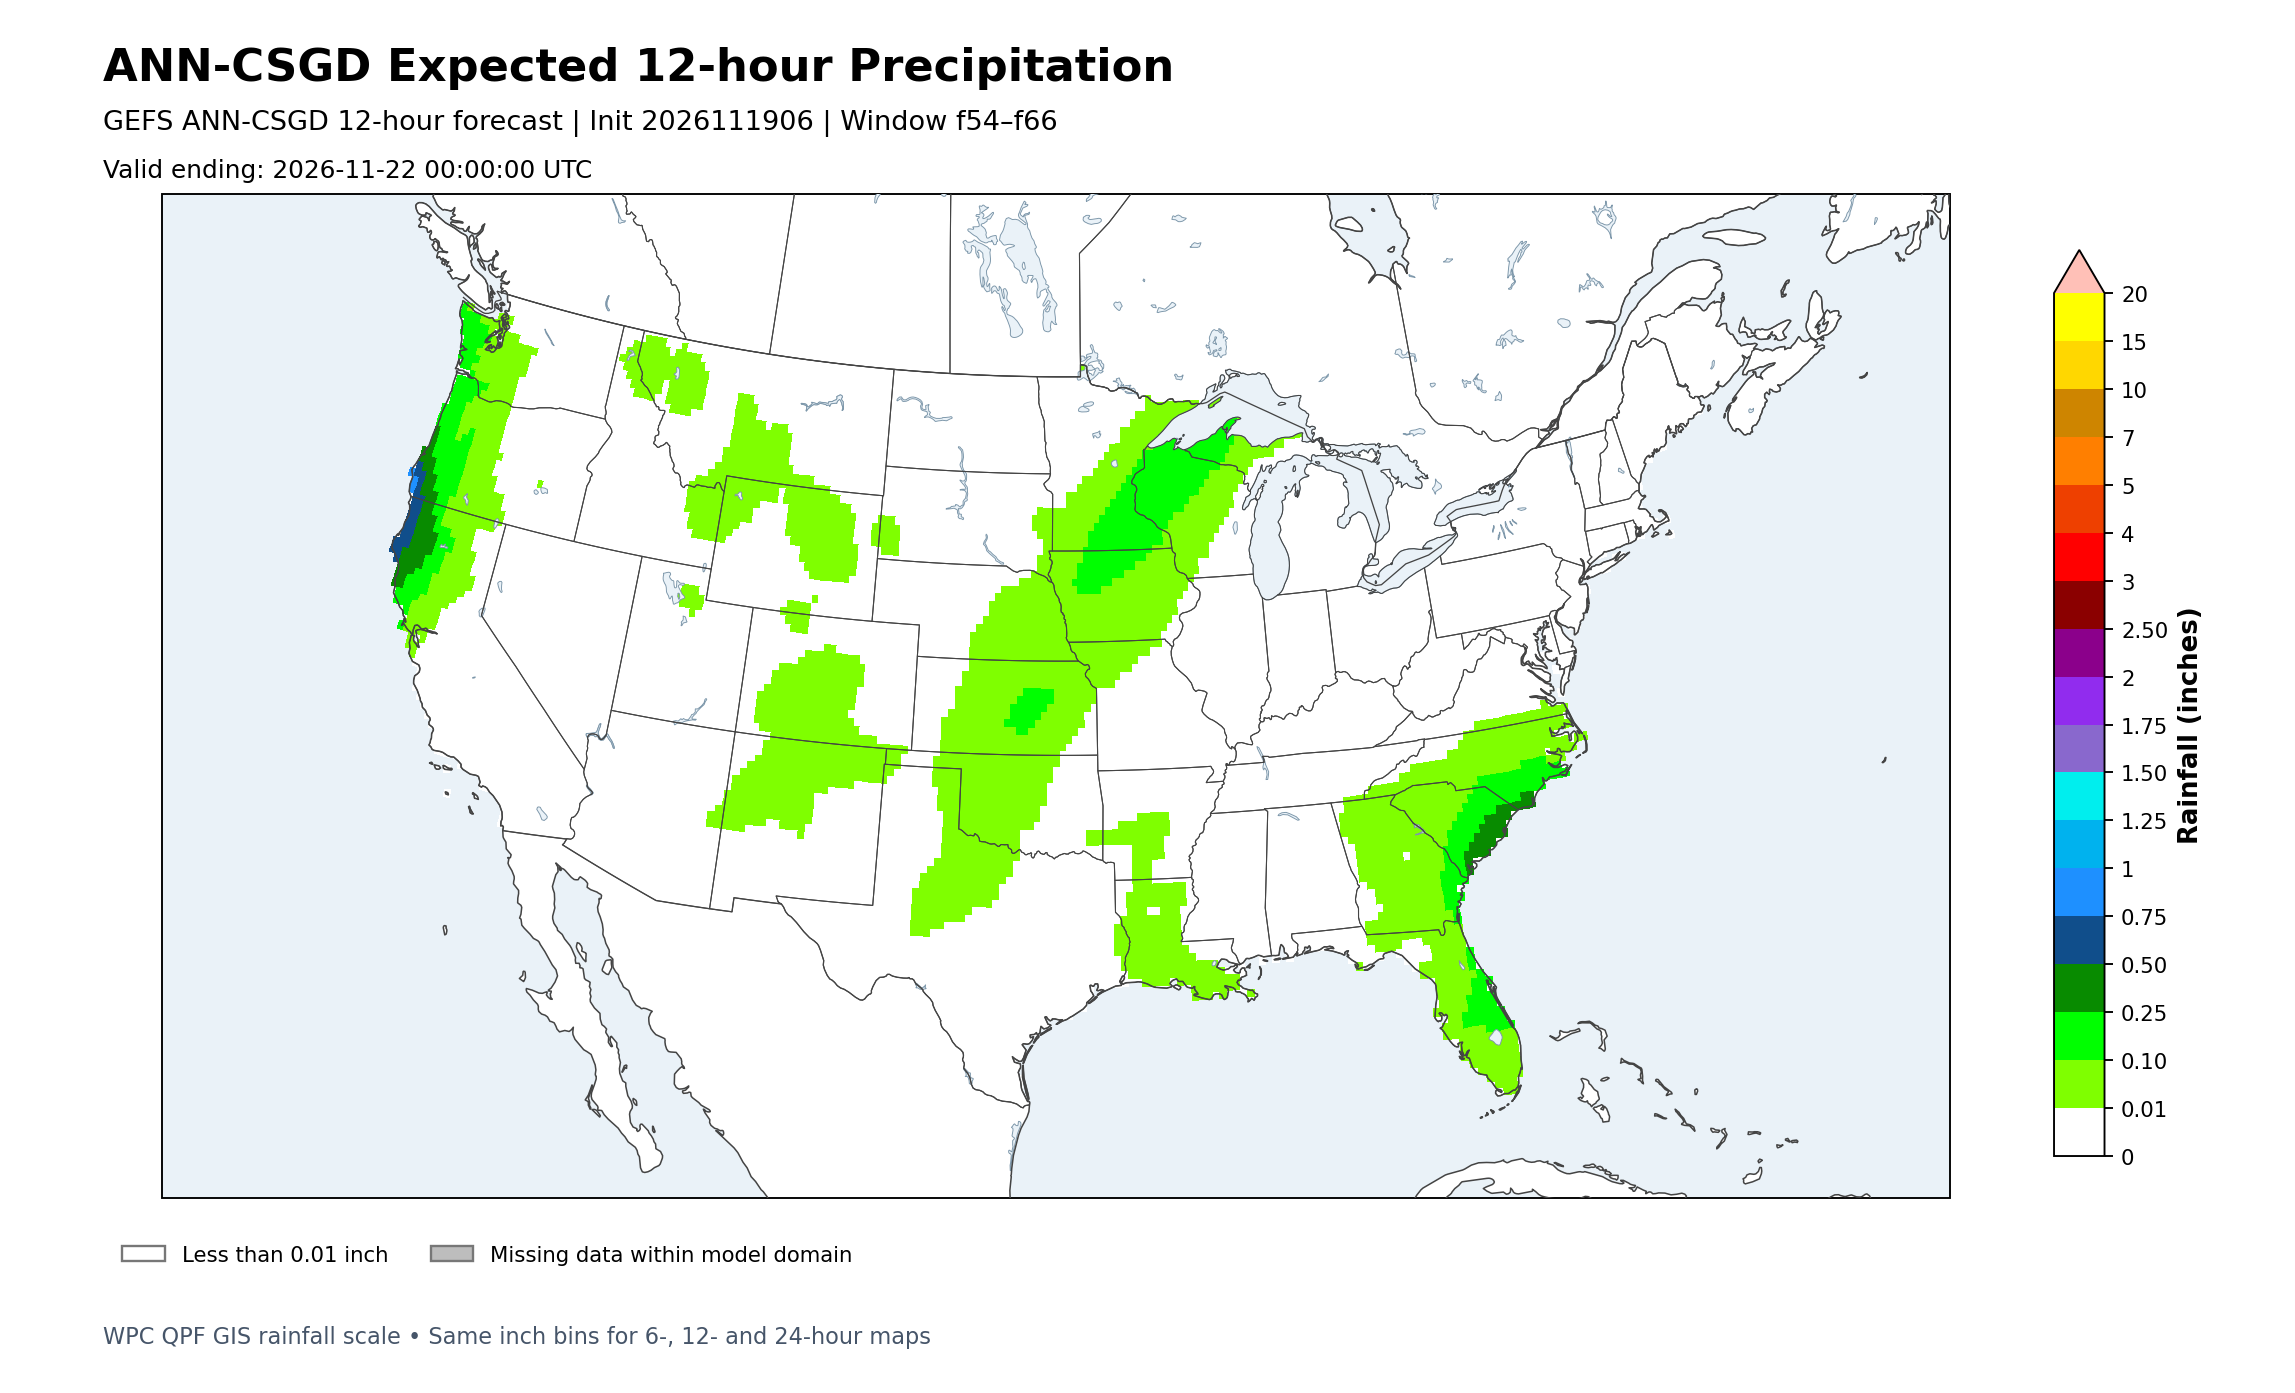 ANN-CSGD Expected 12-hour Precipitation
GEFS ANN-CSGD 12-hour forecast | Init 2026111906 | Window f54–f66
Valid ending: 2026-11-22 00:00:00 UTC
20
15
10
7
5
4
3
2.50
2
1.75
1.50
1.25
1
0.75
0.50
0.25
0.10
0.01
0
Rainfall (inches)
Less than 0.01 inch
Missing data within model domain
WPC QPF GIS rainfall scale • Same inch bins for 6-, 12- and 24-hour maps